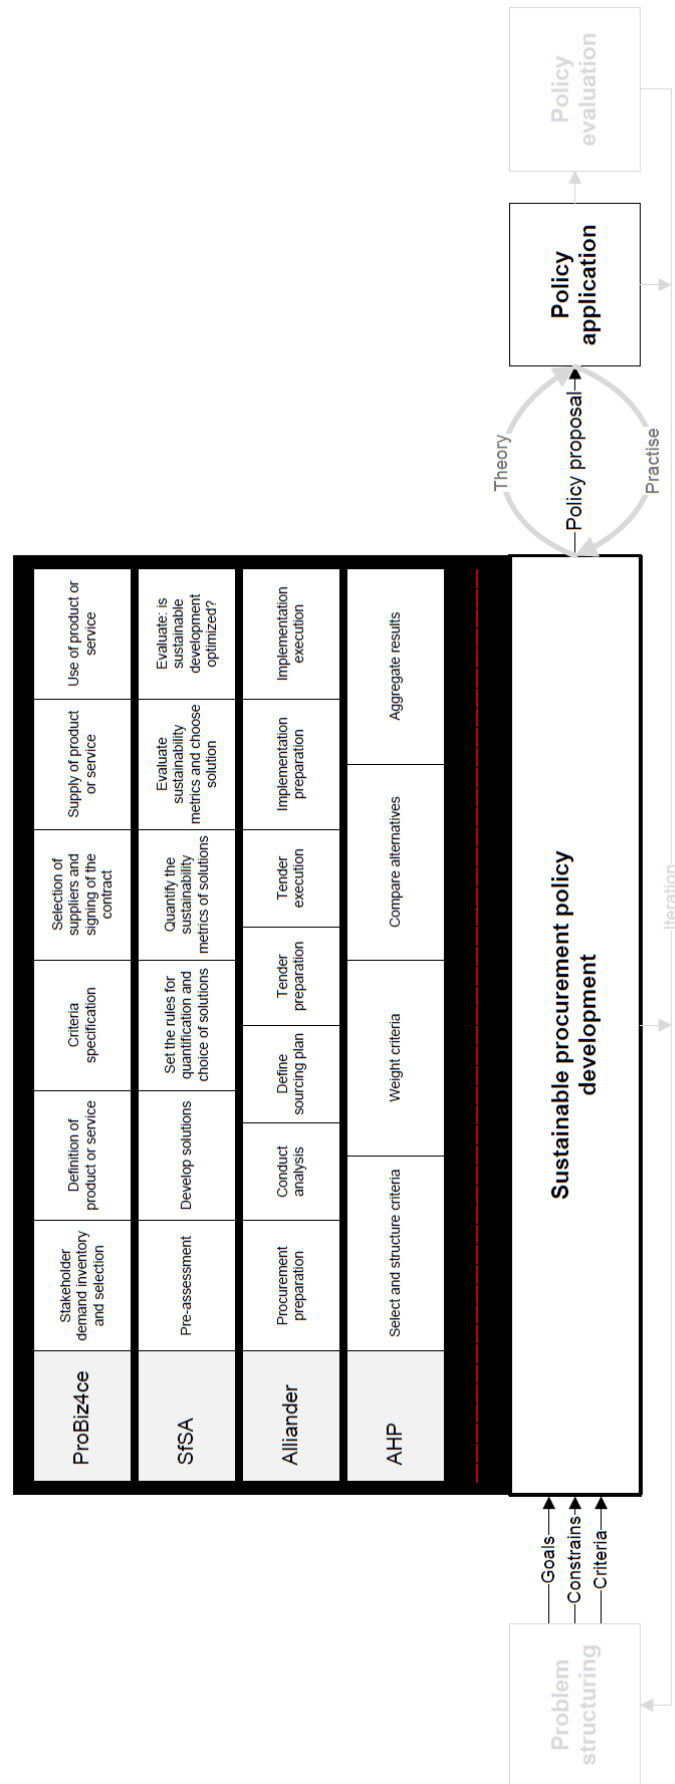 ProBiz4ce
Stakeholder
demand inventory
and selection
Definition of
product or service
Criteria
specification
Selection of
suppliers and
signing of the
contract
Supply of product
or service
Use of product or
service
SfSA
Pre-assessment
Develop solutions
Set the rules for
quantification and
choice of solutions
Quantify the
sustainability
metrics of solutions
Evaluate
sustainability
metrics and choose
solution
Evaluate: is
sustainable
development
optimized?
Alliander
Procurement
preparation
Conduct
analysis
Define
sourcing plan
Tender
preparation
Tender
execution
Implementation
preparation
Implementation
execution
AHP
Select and structure criteria
Weight criteria
Compare alternatives
Aggregate results
Problem
structuring
Goals
Constrains
Criteria
Sustainable procurement policy
development
Theory
Policy proposal
Practise
Policy
application
Policy
evaluation
Iteration